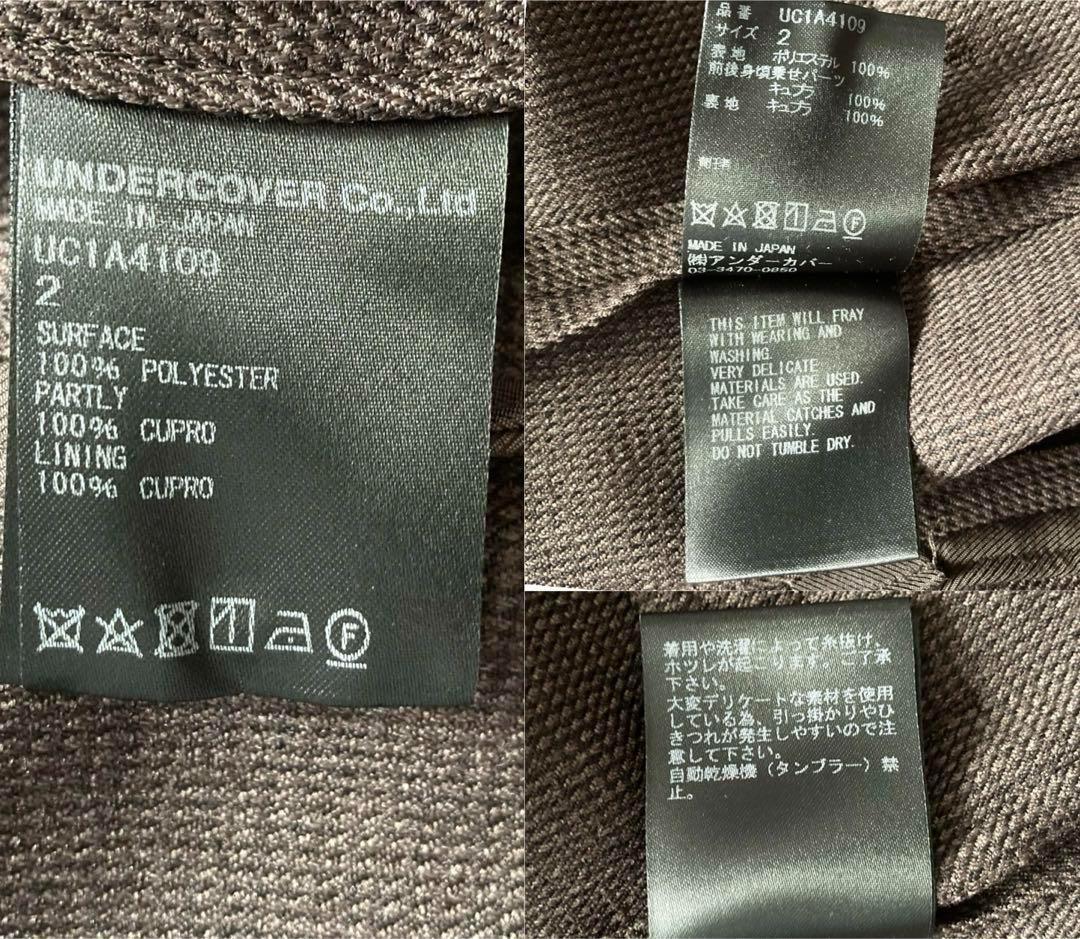 UNDERCOVER Co.,Ltd
MADE IN JAPAN
UC1A4109
2
SURFACE
100% POLYESTER
PARTLY
100% CUPRO
LINING
100% CUPRO
F
品番 UC1A4109
サイズ 2
表地 ポリエステル 100%
前後身頃乗せパーツ
キュプラ 100%
裏地 キュプラ 100%
F
MADE IN JAPAN
㈱アンダーカバー
03-3470-0850
THIS ITEM WILL FRAY
WITH WEARING AND
WASHING
VERY DELICATE
MATERIALS ARE USED.
TAKE CARE AS THE
MATERIAL CATCHES AND
PULLS EASILY.
DO NOT TUMBLE DRY.
着用や洗濯によって糸抜け、
ホツレが起こります。ご了承
下さい。
大変デリケートな素材を使用
している為、引っ掛かりやひ
きつれが発生しやすいので注
意して下さい。
自動乾燥機（タンブラー）禁
止。